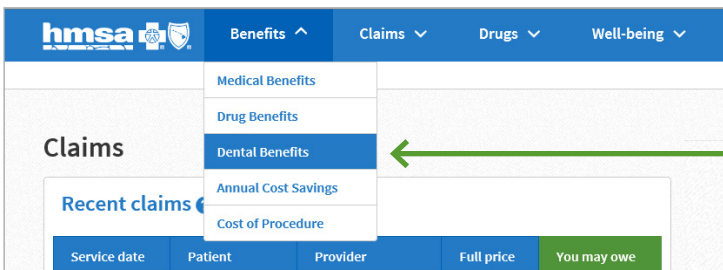 hmsa Benefits Claims Drugs Well-being
Medical Benefits
Drug Benefits
Claims
Dental Benefits
Annual Cost Savings
Recent claims
Cost of Procedure
Service date Patient Provider Full price You may owe